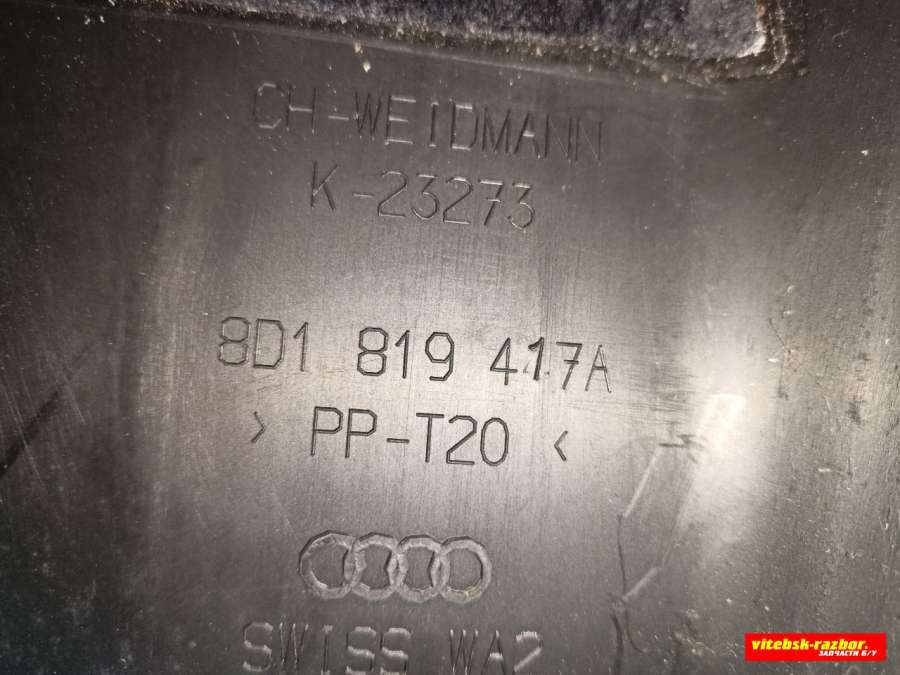 CH-WEIDMANN
K-23273
8D1 819 417A
> PP-T20 <
SWISS WA2
vitebsk-razbor.
ЗАПЧАСТИ Б/У